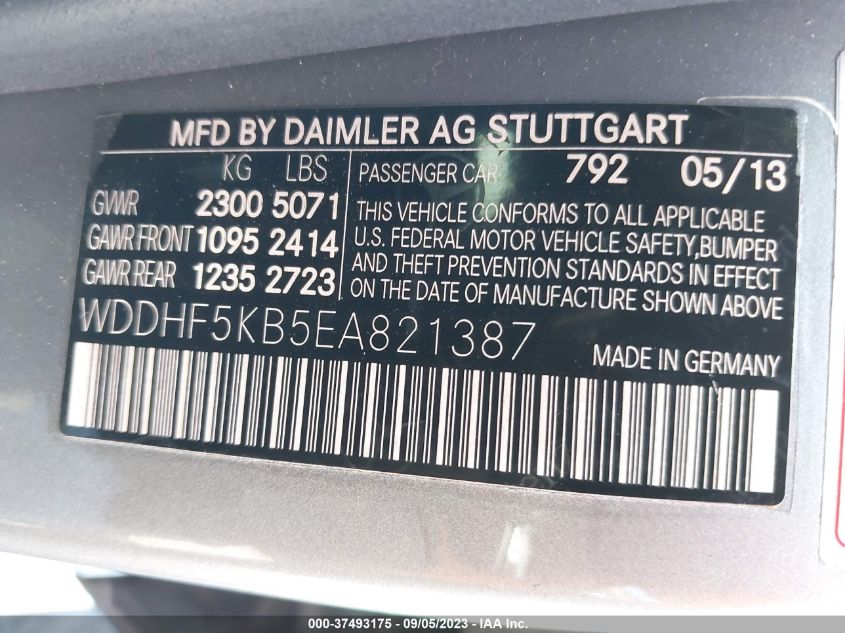 MFD BY DAIMLER AG STUTTGART
KG LBS
GVWR 2300 5071
GAWR FRONT 1095 2414
GAWR REAR 1235 2723
PASSENGER CAR 792 05/13
THIS VEHICLE CONFORMS TO ALL APPLICABLE
U.S. FEDERAL MOTOR VEHICLE SAFETY,BUMPER
AND THEFT PREVENTION STANDARDS IN EFFECT
ON THE DATE OF MANUFACTURE SHOWN ABOVE
WDDHF5KB5EA821387
MADE IN GERMANY
000-37493175 - 09/05/2023 - IAA Inc.